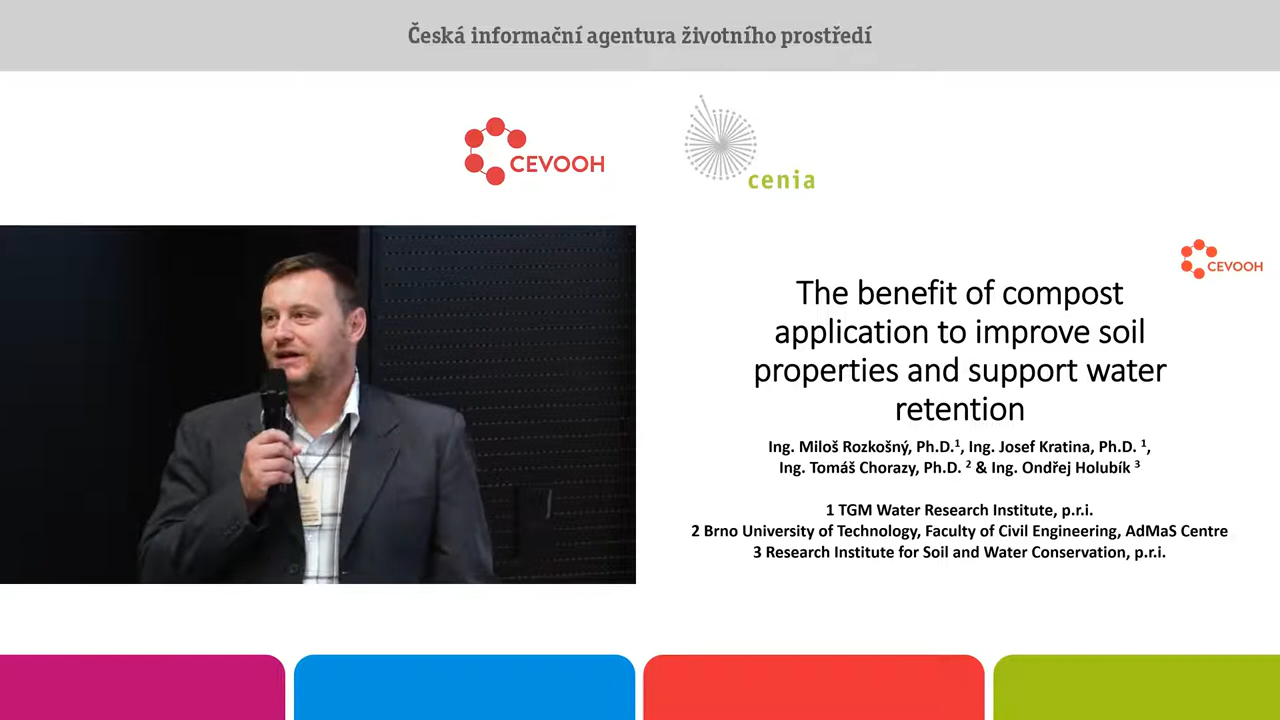 Česká informační agentura životního prostředí
CEVOOH
cenia
CEVOOH
The benefit of compost
application to improve soil
properties and support water
retention
Ing. Miloš Rozkošný, Ph.D.¹, Ing. Josef Kratina, Ph.D. ¹,
Ing. Tomáš Chorazy, Ph.D. ² & Ing. Ondřej Holubík ³
1 TGM Water Research Institute, p.r.i.
2 Brno University of Technology, Faculty of Civil Engineering, AdMaS Centre
3 Research Institute for Soil and Water Conservation, p.r.i.